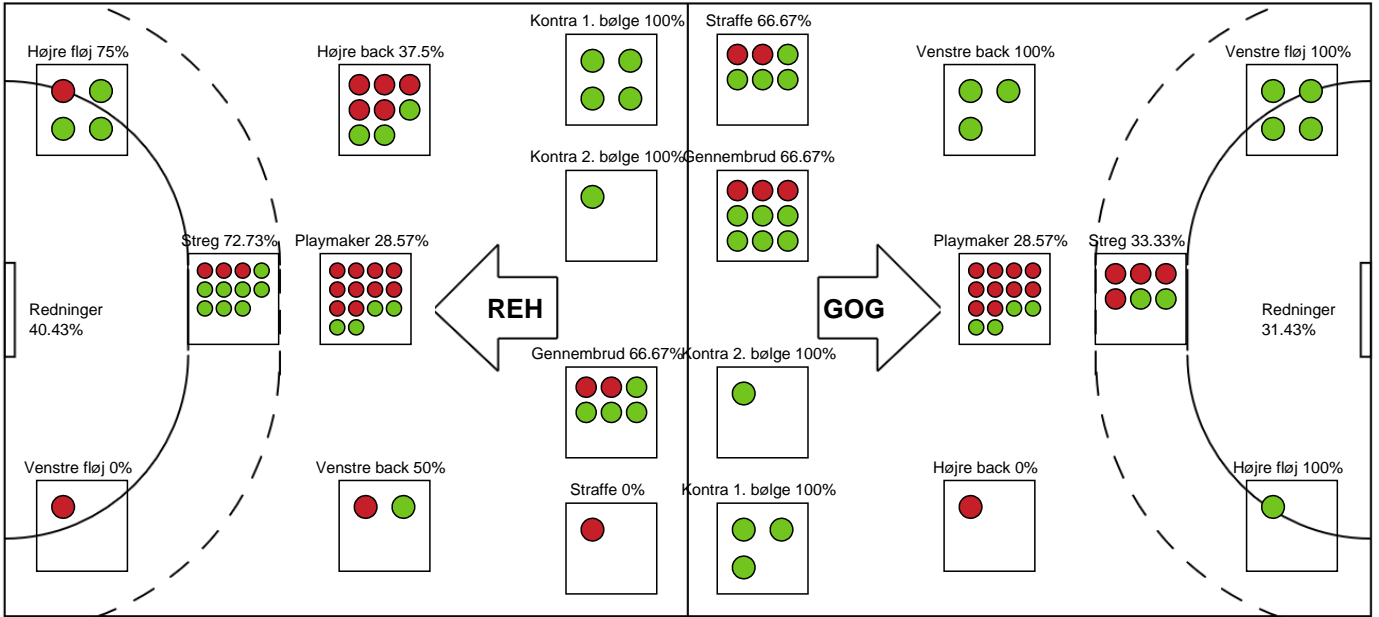 Kontra 1. bølge 100%
Straffe 66.67%
Højre fløj 75%
Højre back 37.5%
Venstre back 100%
Venstre fløj 100%
Kontra 2. bølge 100%
Gennembrud 66.67%
Streg 72.73%
Playmaker 28.57%
Playmaker 28.57%
Streg 33.33%
REH
GOG
Redninger
40.43%
Redninger
31.43%
Gennembrud 66.67%
Kontra 2. bølge 100%
Venstre fløj 0%
Venstre back 50%
Straffe 0%
Kontra 1. bølge 100%
Højre back 0%
Højre fløj 100%